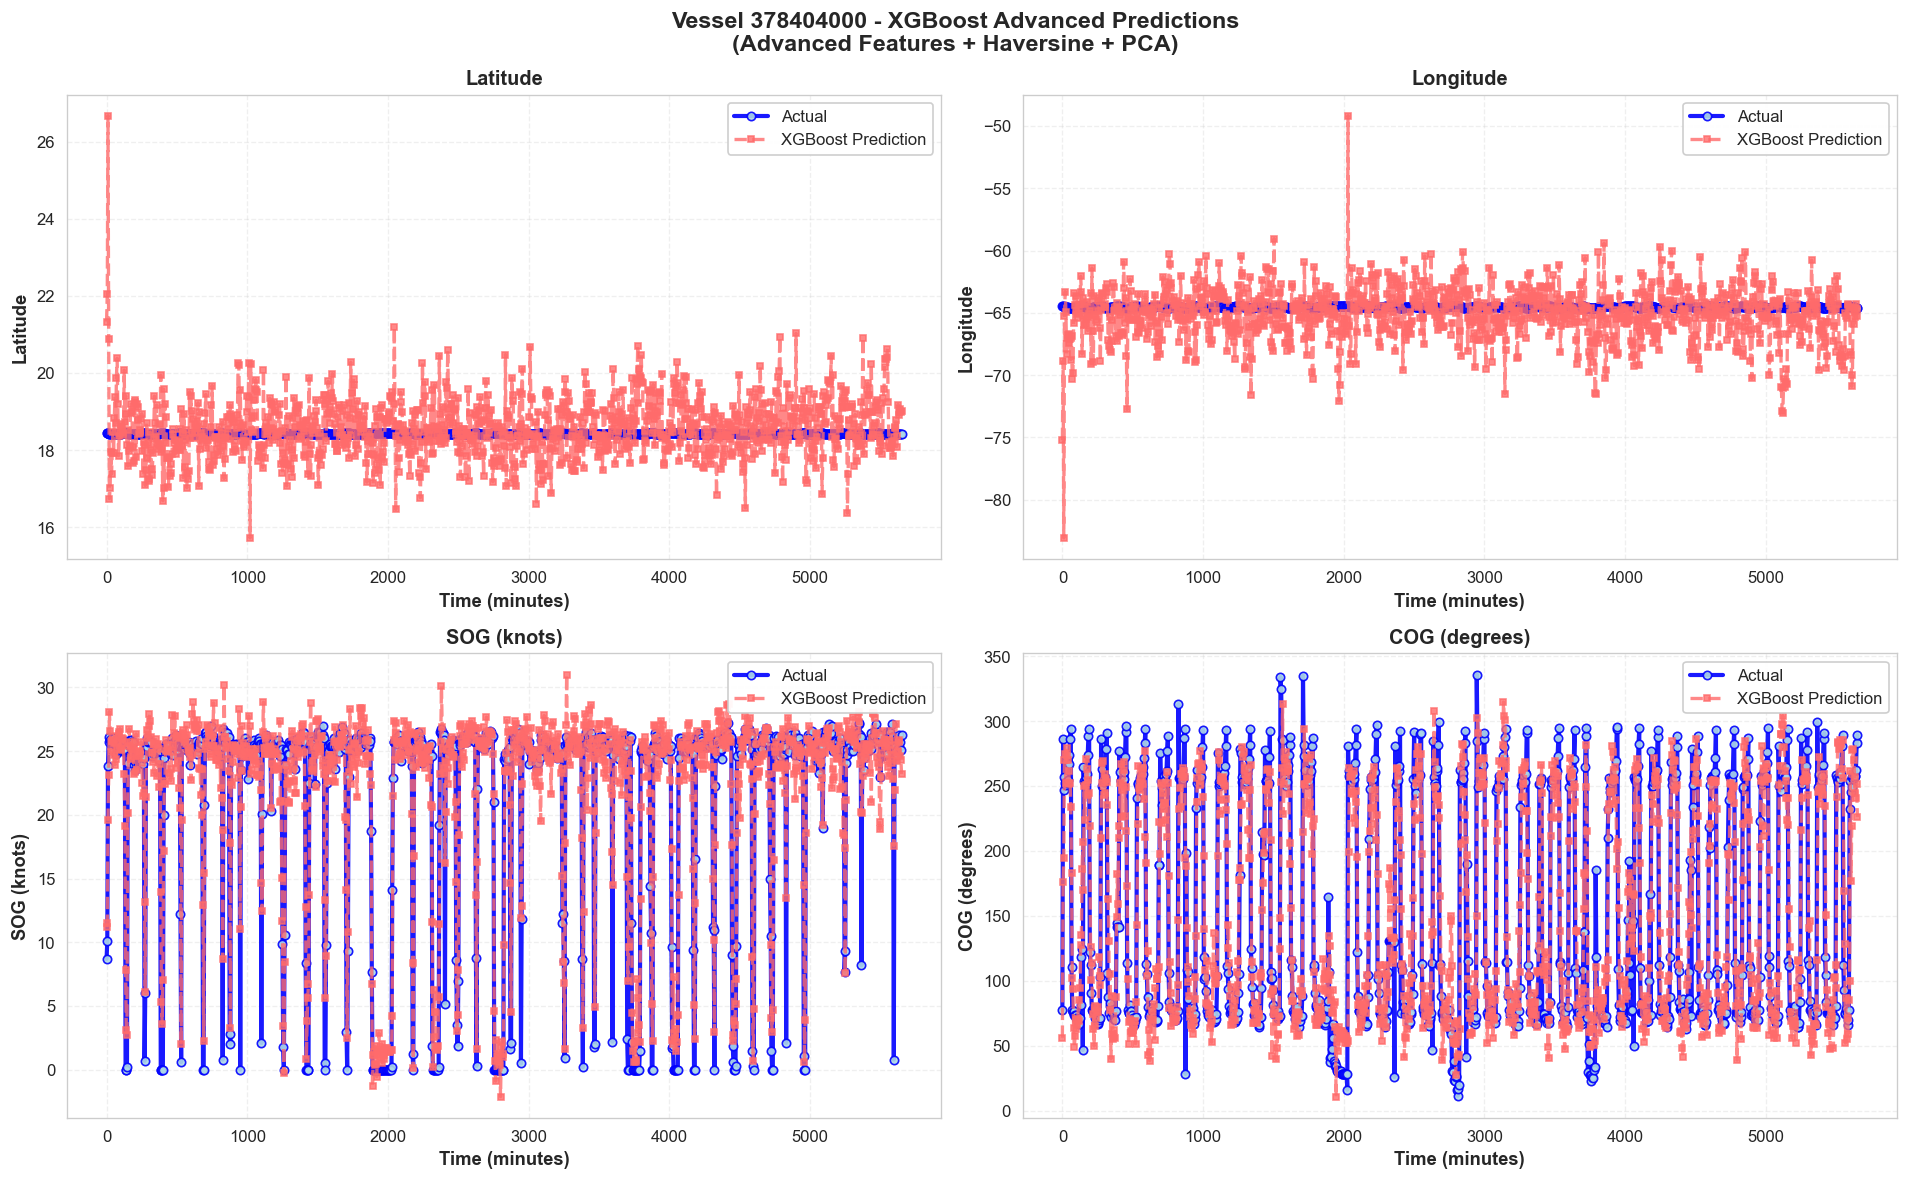 Vessel 378404000 - XGBoost Advanced Predictions
(Advanced Features + Haversine + PCA)
Latitude
Latitude
26
24
22
20
18
16
0 1000 2000 3000 4000 5000
Time (minutes)
Actual
XGBoost Prediction
Longitude
Longitude
−50
−55
−60
−65
−70
−75
−80
0 1000 2000 3000 4000 5000
Time (minutes)
Actual
XGBoost Prediction
SOG (knots)
SOG (knots)
30
25
20
15
10
5
0
0 1000 2000 3000 4000 5000
Time (minutes)
Actual
XGBoost Prediction
COG (degrees)
COG (degrees)
350
300
250
200
150
100
50
0
0 1000 2000 3000 4000 5000
Time (minutes)
Actual
XGBoost Prediction